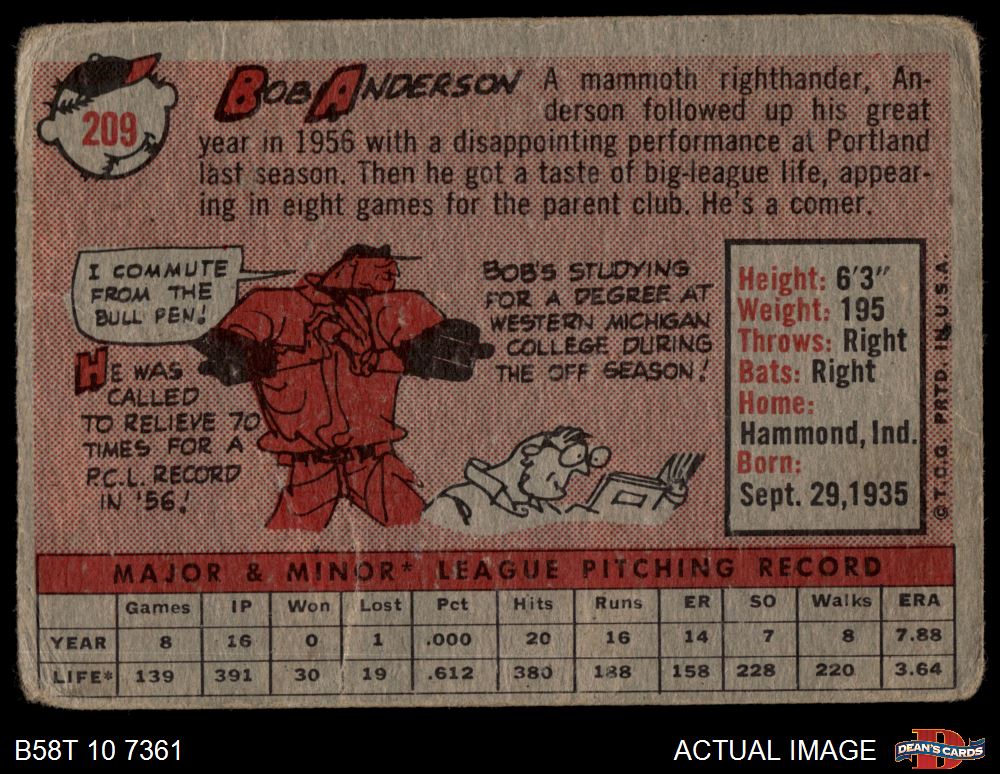 209
BOB ANDERSON A mammoth righthander, An-
derson followed up his great
year in 1956 with a disappointing performance at Portland
last season. Then he got a taste of big-league life, appear-
ing in eight games for the parent club. He's a comer.
I COMMUTE
FROM THE
BULL PEN!
HE WAS
CALLED
TO RELIEVE 70
TIMES FOR A
P.C.L. RECORD
IN '56!
BOB'S STUDYING
FOR A DEGREE AT
WESTERN MICHIGAN
COLLEGE DURING
THE OFF SEASON!
Height: 6'3"
Weight: 195
Throws: Right
Bats: Right
Home:
Hammond, Ind.
Born:
Sept. 29, 1935
© T.C.G. PRTD. IN U.S.A.
MAJOR & MINOR* LEAGUE PITCHING RECORD
Games IP Won Lost Pct Hits Runs ER SO Walks ERA
YEAR 8 16 0 1 .000 20 16 14 7 8 7.88
LIFE* 139 391 30 19 .612 380 188 158 228 220 3.64
B58T 10 7361
ACTUAL IMAGE
D
DEAN'S CARDS